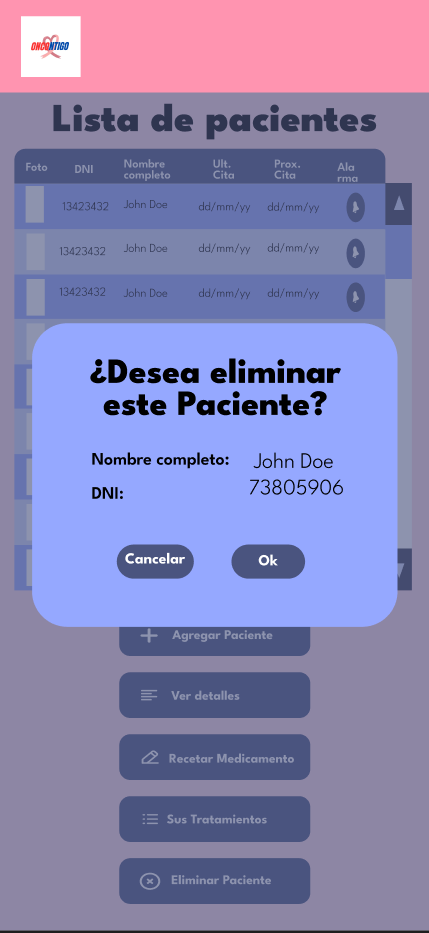 ONCONTIGO
Lista de pacientes
Foto DNI Nombre completo Ult. Cita Prox. Cita Ala rma
13423432 John Doe dd/mm/yy dd/mm/yy
13423432 John Doe dd/mm/yy dd/mm/yy
13423432 John Doe dd/mm/yy dd/mm/yy
¿Desea eliminar
este Paciente?
Nombre completo: John Doe
DNI: 73805906
Cancelar Ok
Agregar Paciente
Ver detalles
Recetar Medicamento
Sus Tratamientos
Eliminar Paciente